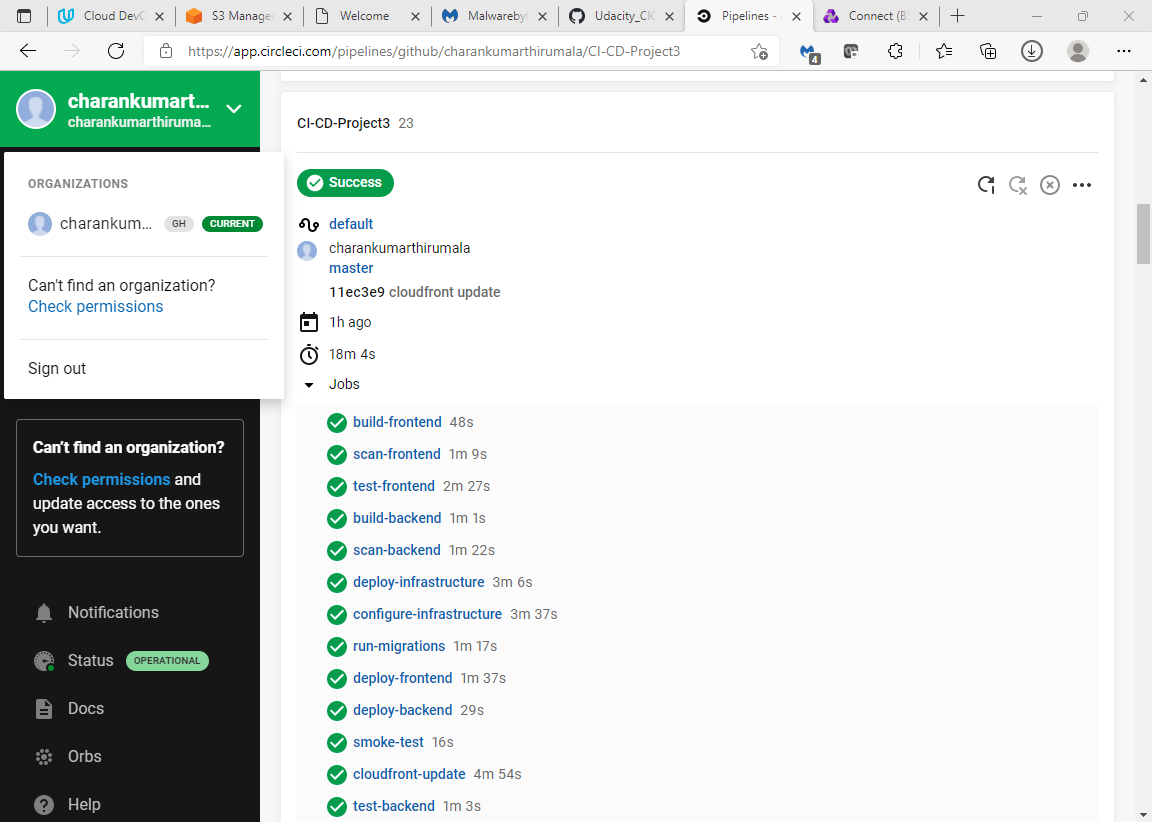 Cloud DevO
S3 Manage
Welcome
Malwareby
Udacity_CIC
Pipelines -
Connect (B
https://app.circleci.com/pipelines/github/charankumarthirumala/CI-CD-Project3
4
charankumart...
charankumarthiruma...
ORGANIZATIONS
charankum... GH CURRENT
Can't find an organization?
Check permissions
Sign out
Can't find an organization?
Check permissions and
update access to the ones
you want.
Notifications
Status OPERATIONAL
Docs
Orbs
Help
CI-CD-Project3 23
Success
default
charankumarthirumala
master
11ec3e9 cloudfront update
1h ago
18m 4s
Jobs
build-frontend 48s
scan-frontend 1m 9s
test-frontend 2m 27s
build-backend 1m 1s
scan-backend 1m 22s
deploy-infrastructure 3m 6s
configure-infrastructure 3m 37s
run-migrations 1m 17s
deploy-frontend 1m 37s
deploy-backend 29s
smoke-test 16s
cloudfront-update 4m 54s
test-backend 1m 3s